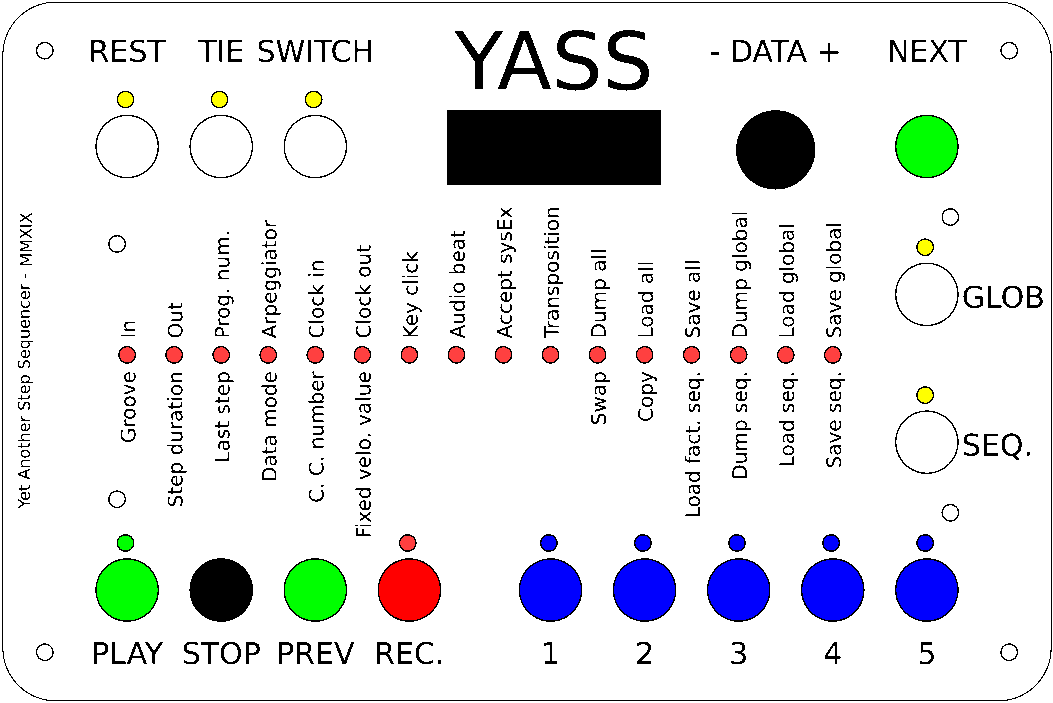 YASS
REST
TIE
SWITCH
- DATA +
NEXT
Yet Another Step Sequencer - MMXIX
In
Out
Prog. num.
Arpeggiator
Clock in
Clock out
Key click
Audio beat
Accept sysEx
Transposition
Dump all
Load all
Save all
Dump global
Load global
Save global
GLOB
Groove
Step duration
Last step
Data mode
C. C. number
Fixed velo. value
Swap
Copy
Load fact. seq.
Dump seq.
Load seq.
Save seq.
SEQ.
PLAY
STOP
PREV
REC.
1
2
3
4
5